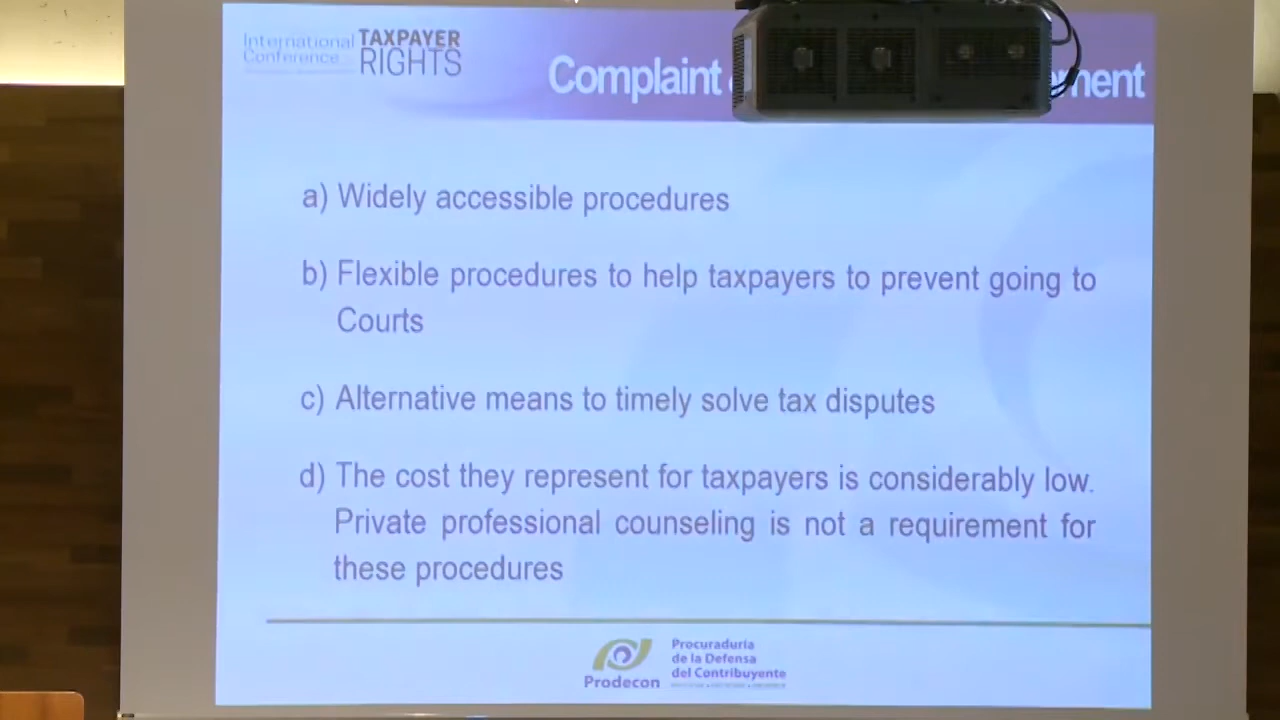 International
Conference
TAXPAYER
RIGHTS
Complaint
a) Widely accessible procedures
b) Flexible procedures to help taxpayers to prevent going to
Courts
c) Alternative means to timely solve tax disputes
d) The cost they represent for taxpayers is considerably low.
Private professional counseling is not a requirement for
these procedures
Prodecon
Procuraduría
de la Defensa
del Contribuyente